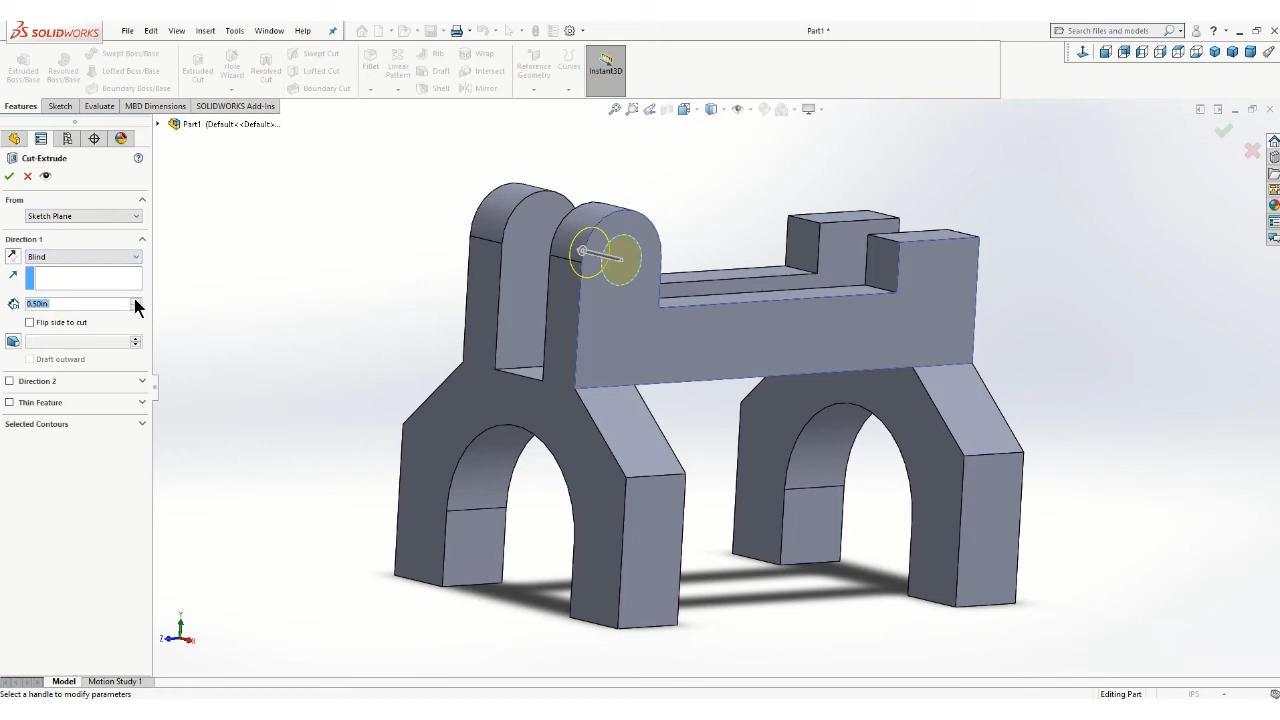 SOLIDWORKS
File Edit View Insert Tools Window Help
Part1 *
Search files and models
?
Extruded Boss/Base
Revolved Boss/Base
Swept Boss/Base
Lofted Boss/Base
Boundary Boss/Base
Extruded Cut
Hole Wizard
Revolved Cut
Swept Cut
Lofted Cut
Boundary Cut
Fillet
Linear Pattern
Rib
Draft
Shell
Wrap
Intersect
Mirror
Reference Geometry
Curves
Instant3D
Features Sketch Evaluate MBD Dimensions SOLIDWORKS Add-Ins
Part1 (Default<<Default>...
Cut-Extrude
From
Sketch Plane
Direction 1
Blind
0.50in
Flip side to cut
Draft outward
Direction 2
Thin Feature
Selected Contours
Y
Z
X
Model Motion Study 1
Select a handle to modify parameters
Editing Part
IPS
-